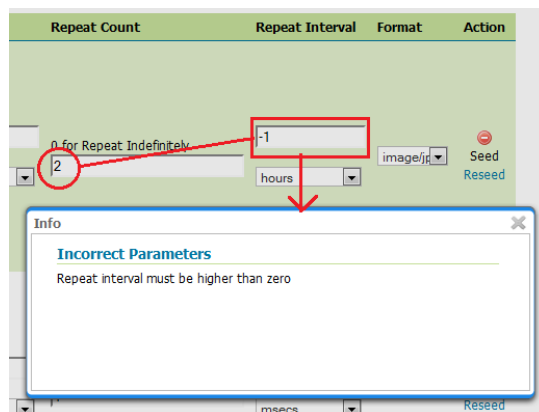 Repeat Count Repeat Interval Format Action
0 for Repeat Indefinitely
-1
2
image/jp
Seed
hours
Reseed
Info
Incorrect Parameters
Repeat interval must be higher than zero
msecs
Reseed